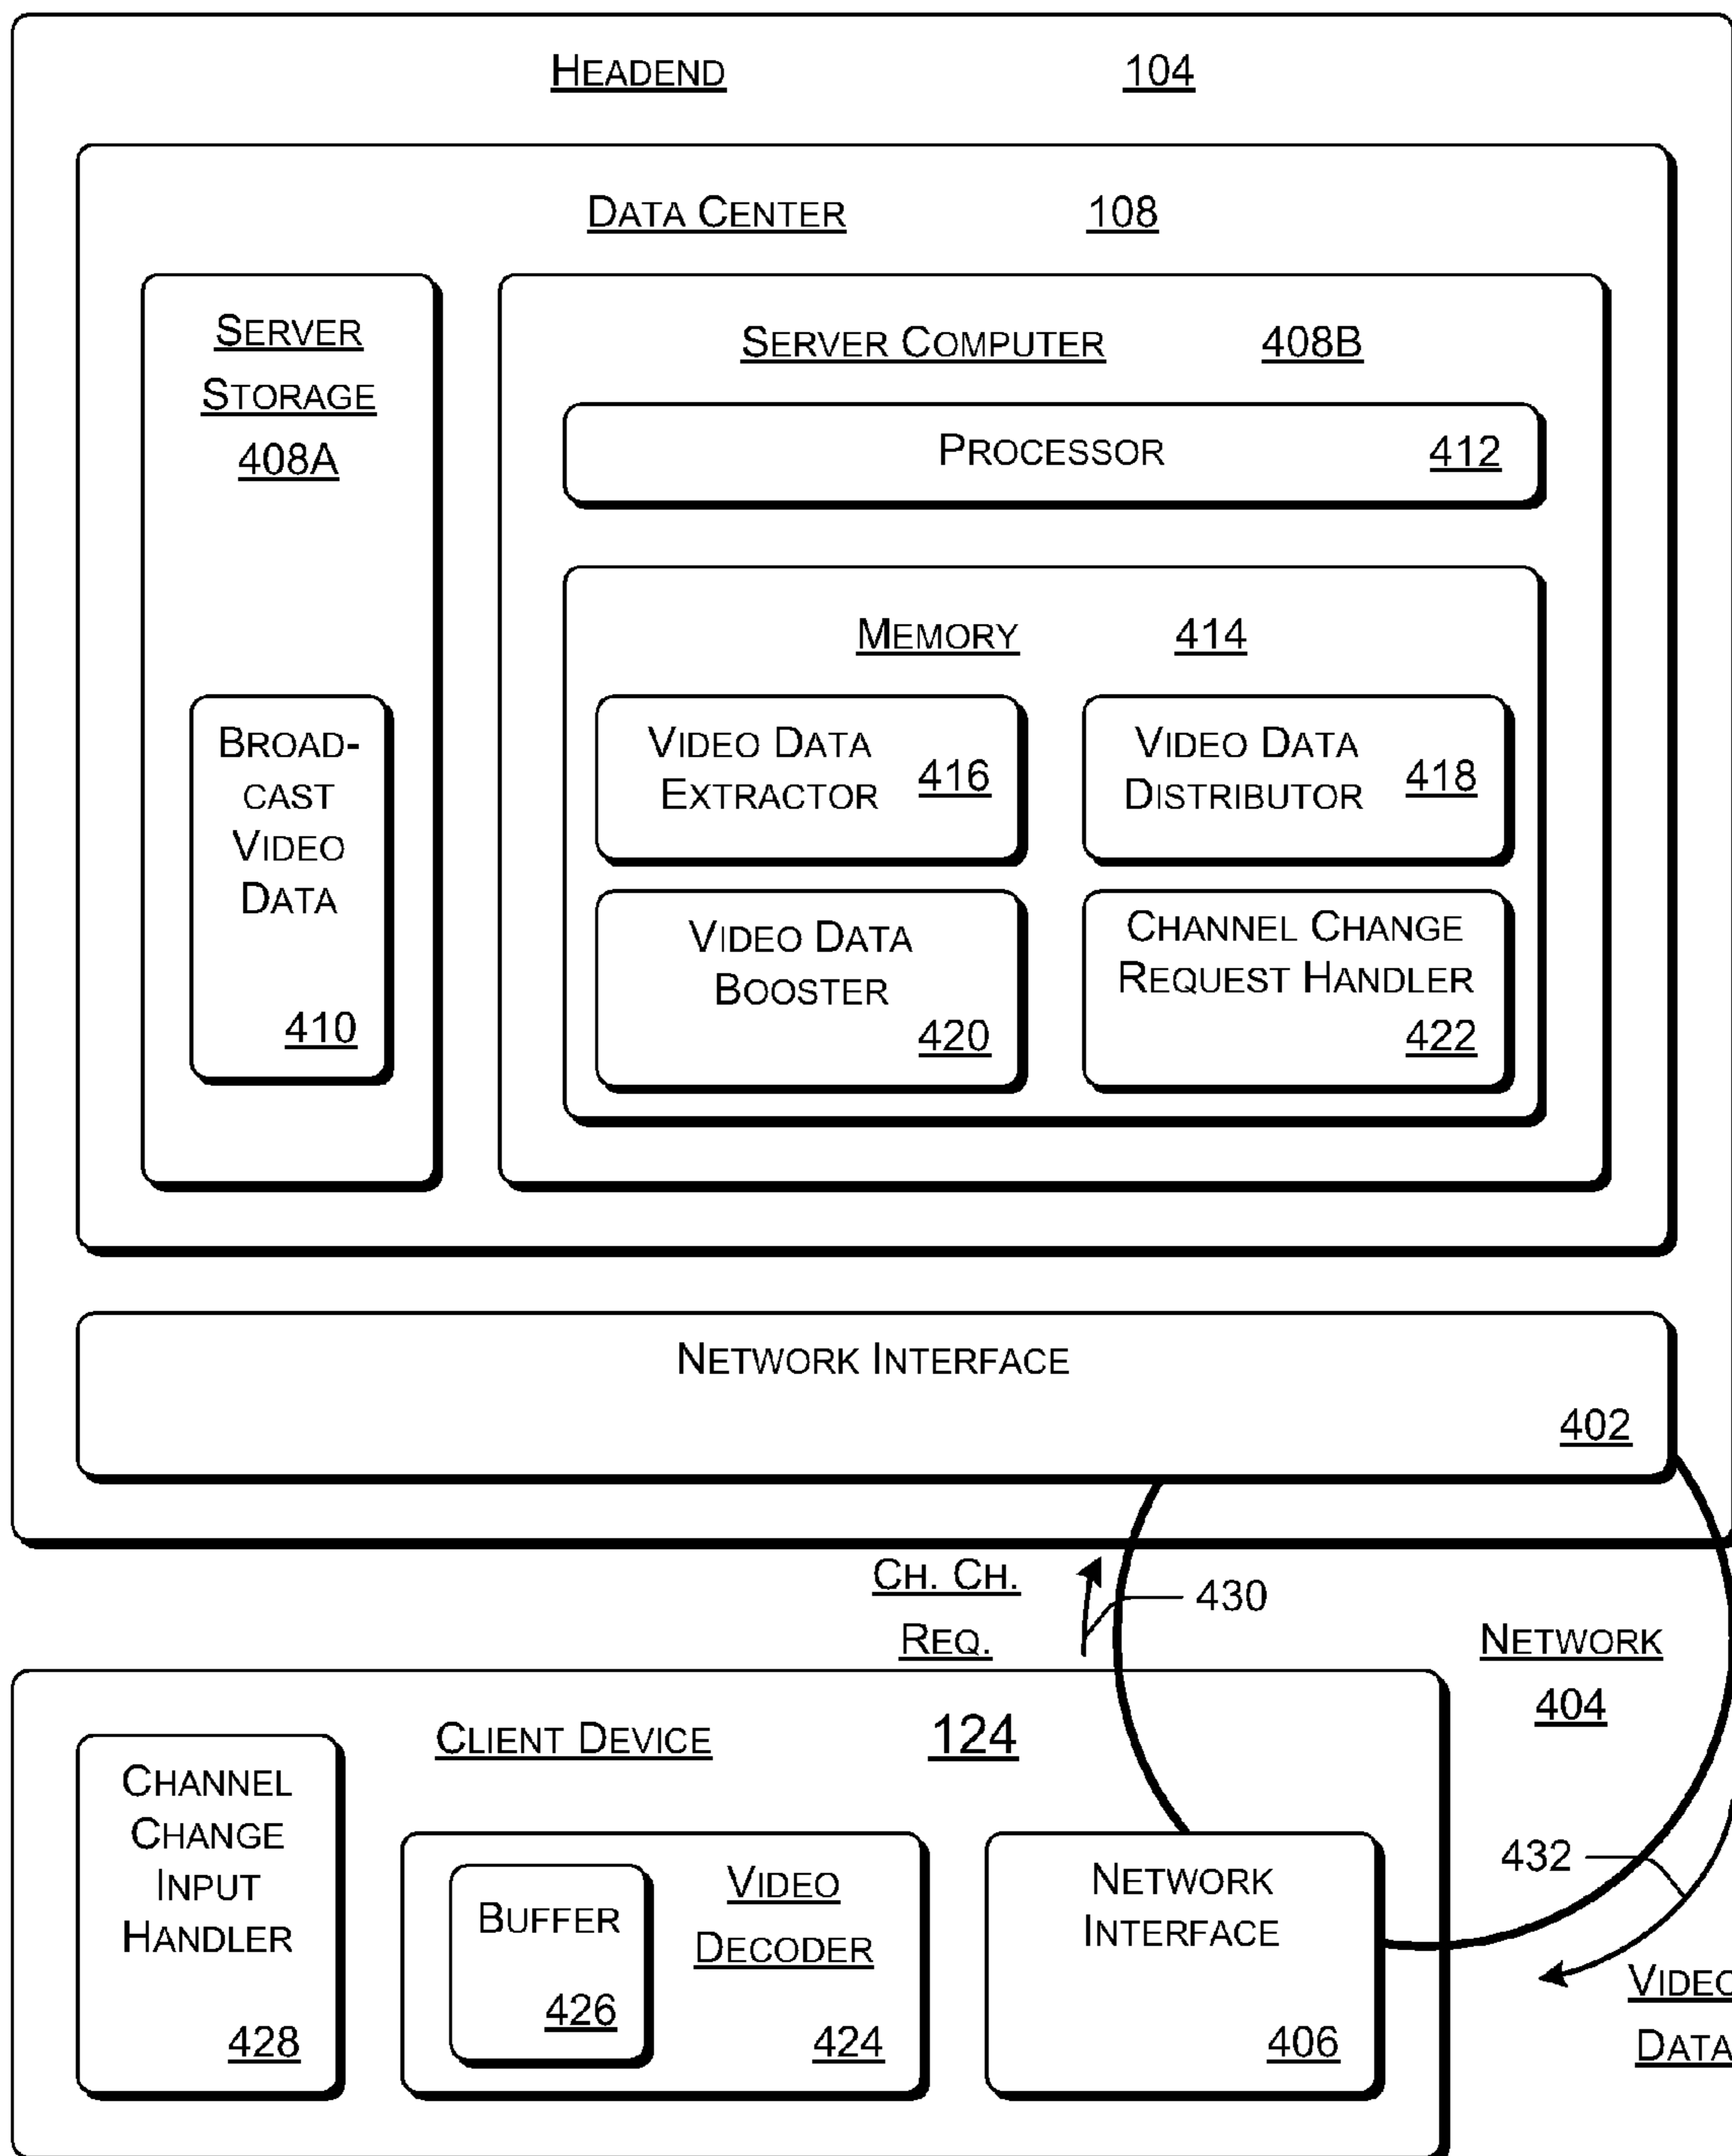 HEADEND 104
DATA CENTER 108
SERVER
STORAGE
408A
BROAD-
CAST
VIDEO
DATA
410
SERVER COMPUTER 408B
PROCESSOR 412
MEMORY 414
VIDEO DATA
EXTRACTOR 416
VIDEO DATA
DISTRIBUTOR 418
VIDEO DATA
BOOSTER
420
CHANNEL CHANGE
REQUEST HANDLER
422
NETWORK INTERFACE
402
CH. CH.
REQ.
430
NETWORK
404
CLIENT DEVICE 124
CHANNEL
CHANGE
INPUT
HANDLER
428
BUFFER
426
VIDEO
DECODER
424
NETWORK
INTERFACE
406
432
VIDEO
DATA